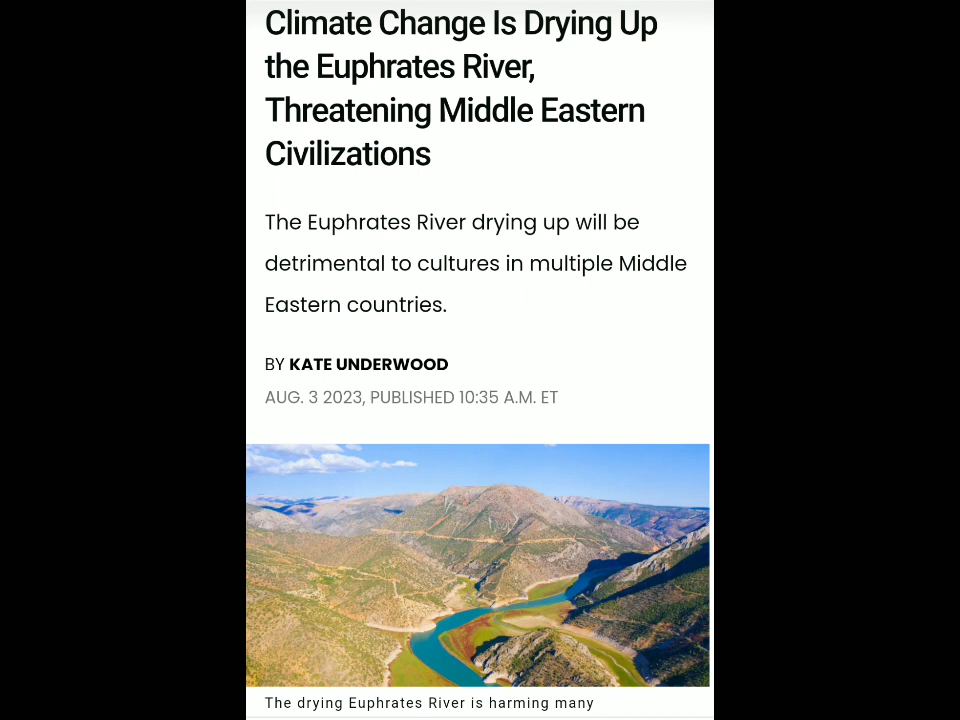 Climate Change Is Drying Up
the Euphrates River,
Threatening Middle Eastern
Civilizations
The Euphrates River drying up will be
detrimental to cultures in multiple Middle
Eastern countries.
BY KATE UNDERWOOD
AUG. 3 2023, PUBLISHED 10:35 A.M. ET
The drying Euphrates River is harming many